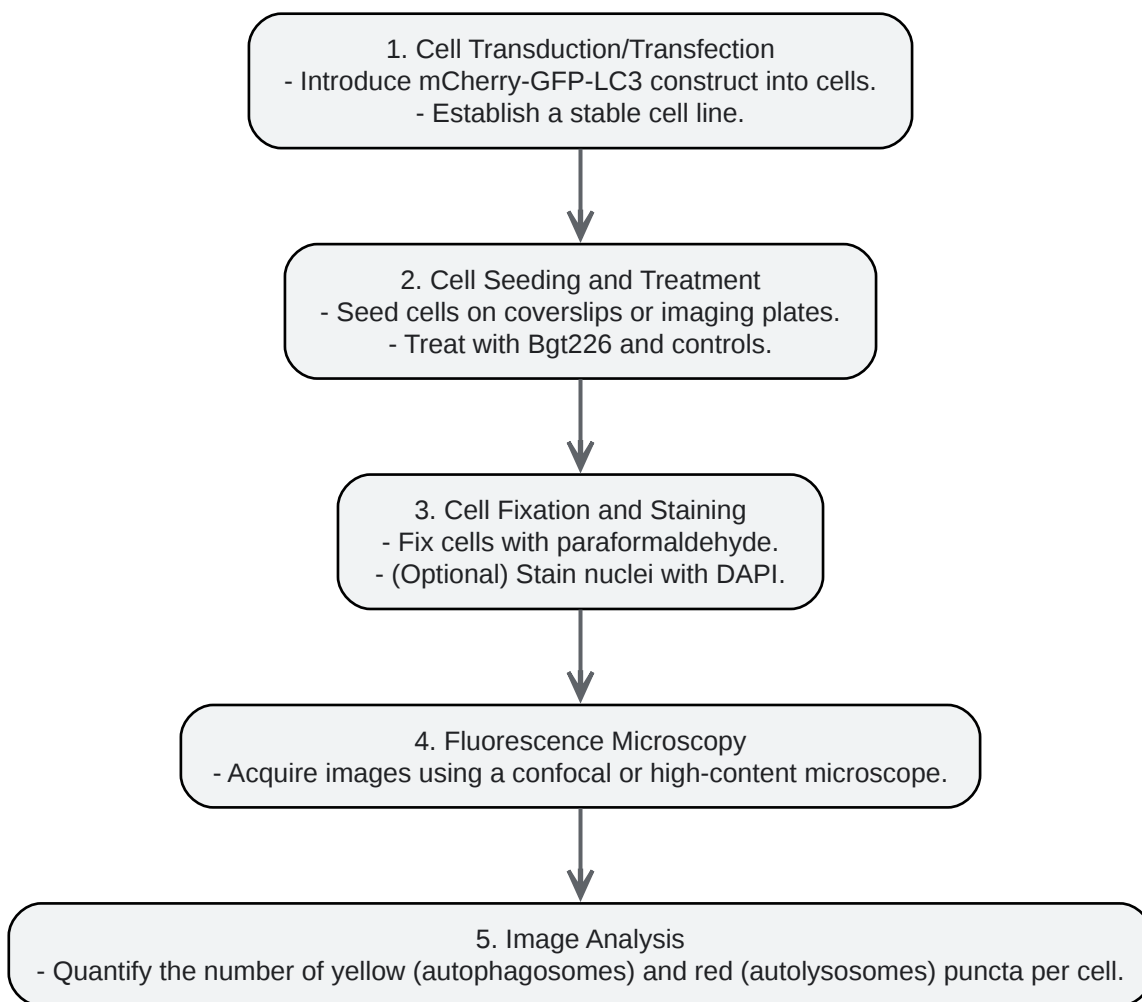 1. Cell Transduction/Transfection
- Introduce mCherry-GFP-LC3 construct into cells.
- Establish a stable cell line.
2. Cell Seeding and Treatment
- Seed cells on coverslips or imaging plates.
- Treat with Bgt226 and controls.
3. Cell Fixation and Staining
- Fix cells with paraformaldehyde.
- (Optional) Stain nuclei with DAPI.
4. Fluorescence Microscopy
- Acquire images using a confocal or high-content microscope.
5. Image Analysis
- Quantify the number of yellow (autophagosomes) and red (autolysosomes) puncta per cell.